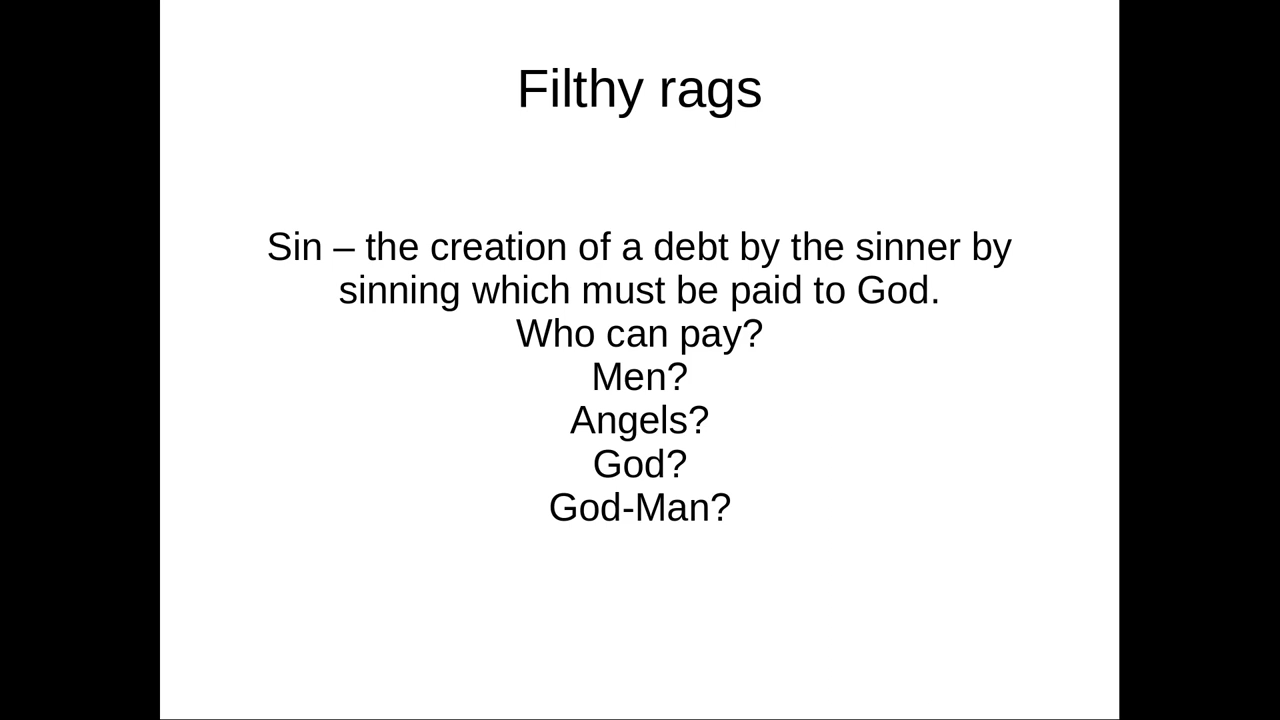 Filthy rags
Sin – the creation of a debt by the sinner by
sinning which must be paid to God.
Who can pay?
Men?
Angels?
God?
God-Man?